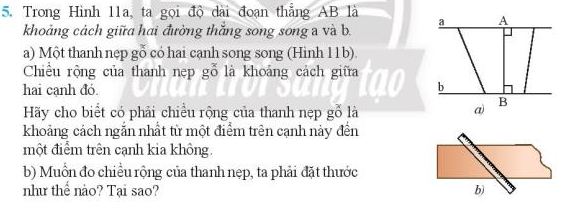 5. Trong Hình 11a, ta gọi độ dài đoạn thẳng AB là
khoảng cách giữa hai đường thẳng song song a và b.
a) Một thanh nẹp gỗ có hai cạnh song song (Hình 11b).
Chiều rộng của thanh nẹp gỗ là khoảng cách giữa
hai cạnh đó.
Hãy cho biết có phải chiều rộng của thanh nẹp gỗ là
khoảng cách ngắn nhất từ một điểm trên cạnh này đến
một điểm trên cạnh kia không.
b) Muốn đo chiều rộng của thanh nẹp, ta phải đặt thước
như thế nào? Tại sao?
a A
b B
a)
b)
Chân trời sáng tạo